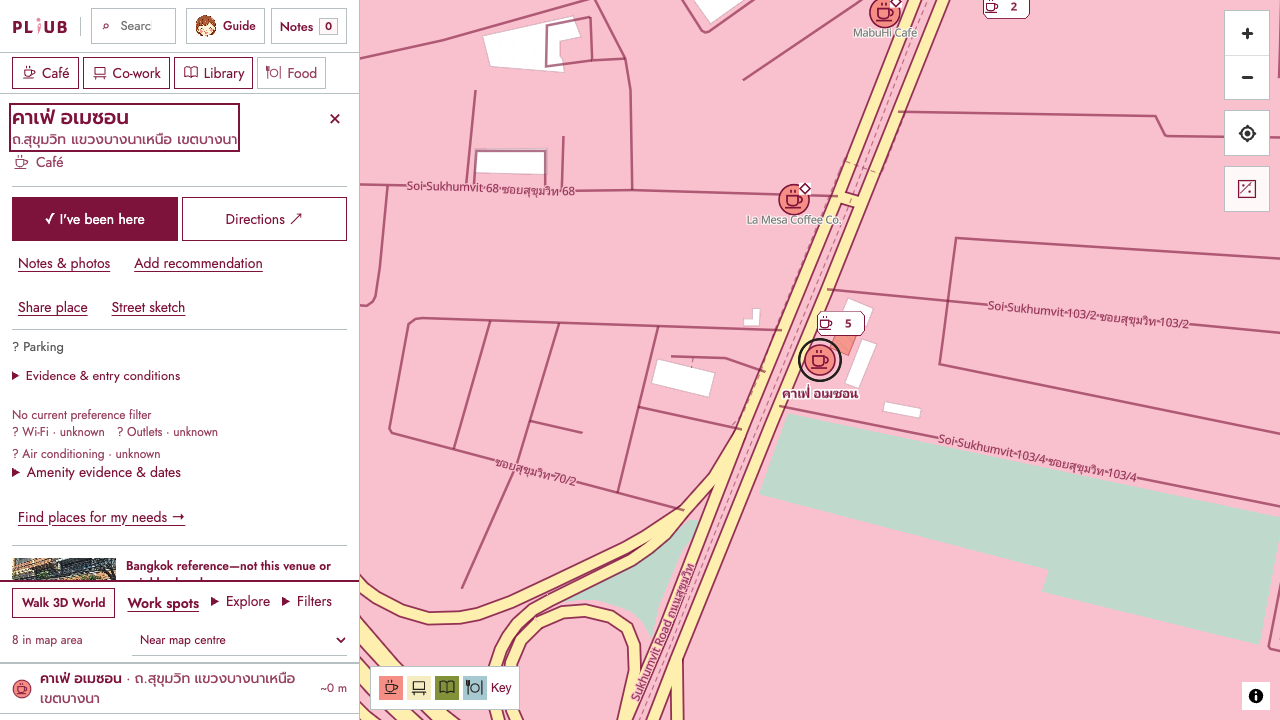 PLUB
Searc
Guide
Notes 0
Café
Co-work
Library
Food
คาเฟ่ อเมซอน
ถ.สุขุมวิท แขวงบางนาเหนือ เขตบางนา
Café
✓ I've been here
Directions ↗
Notes & photos
Add recommendation
Share place
Street sketch
? Parking
Evidence & entry conditions
No current preference filter
? Wi-Fi · unknown ? Outlets · unknown
? Air conditioning · unknown
Amenity evidence & dates
Find places for my needs →
Bangkok reference—not this venue or
Walk 3D World
Work spots
Explore
Filters
8 in map area
Near map centre
คาเฟ่ อเมซอน · ถ.สุขุมวิท แขวงบางนาเหนือ
เขตบางนา
~0 m
MabuHi Cafe
2
Soi Sukhumvit 68 ซอยสุขุมวิท 68
La Mesa Coffee Co.
Soi Sukhumvit 103/2 ซอยสุขุมวิท 103/2
5
คาเฟ่ อเมซอน
Soi Sukhumvit 103/4 ซอยสุขุมวิท 103/4
ซอยสุขุมวิท 70/2
Sukhumvit Road ถนนสุขุมวิท
Key